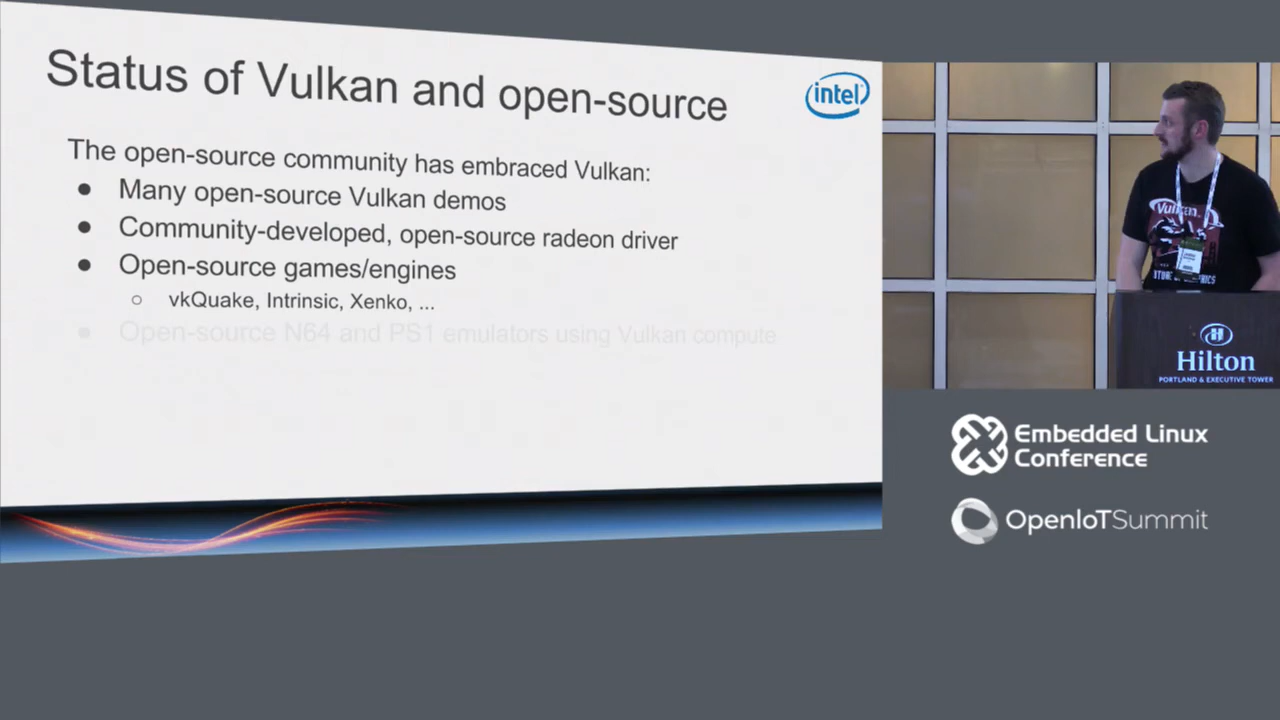 Status of Vulkan and open-source
intel
The open-source community has embraced Vulkan:
● Many open-source Vulkan demos
● Community-developed, open-source radeon driver
● Open-source games/engines
○ vkQuake, Intrinsic, Xenko, ...
● Open-source N64 and PS1 emulators using Vulkan compute
Vulkan
Hilton
PORTLAND & EXECUTIVE TOWER
Embedded Linux
Conference
OpenIoTSummit